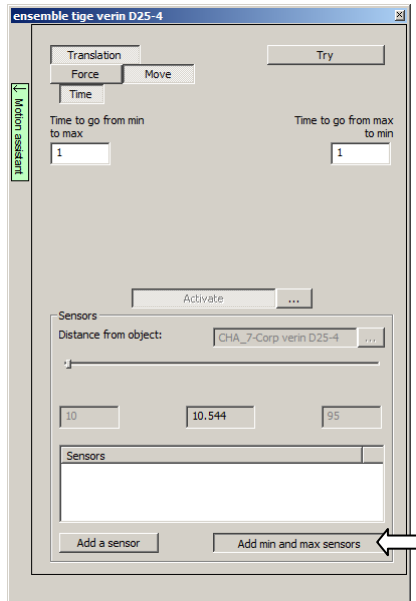 ensemble tige verin D25-4
Translation
Try
Force
Move
Time
Motion assistant
Time to go from min
to max
Time to go from max
to min
1
1
Activate
...
Sensors
Distance from object:
CHA_7-Corp verin D25-4
...
10
10.544
95
Sensors
Add a sensor
Add min and max sensors